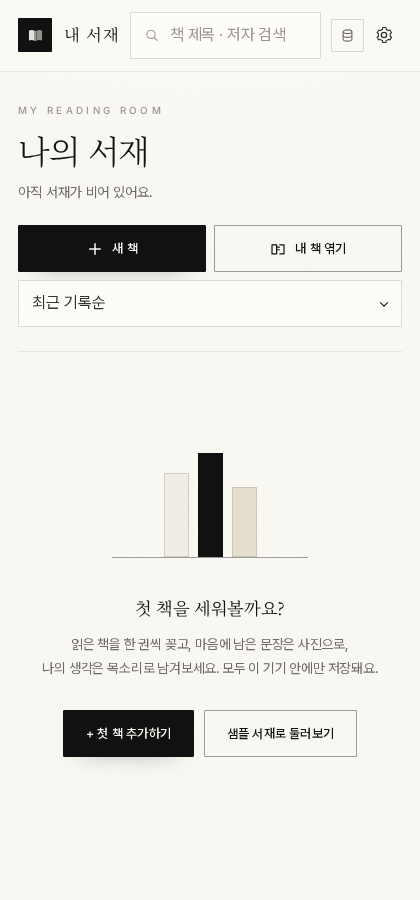 내 서재
책 제목 · 저자 검색
MY READING ROOM
나의 서재
아직 서재가 비어 있어요.
새 책
내 책 엮기
최근 기록순
첫 책을 세워볼까요?
읽은 책을 한 권씩 꽂고, 마음에 남은 문장은 사진으로,
나의 생각은 목소리로 남겨보세요. 모두 이 기기 안에만 저장돼요.
+ 첫 책 추가하기
샘플 서재로 둘러보기